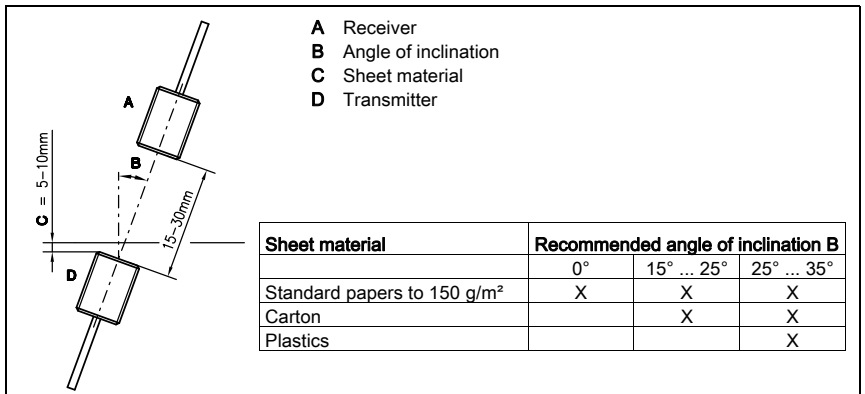 A Receiver
B Angle of inclination
C Sheet material
D Transmitter
A
B
C = 5-10mm
15-30mm
D
Sheet material Recommended angle of inclination B
0° 15° ... 25° 25° ... 35°
Standard papers to 150 g/m² X X X
Carton X X
Plastics X